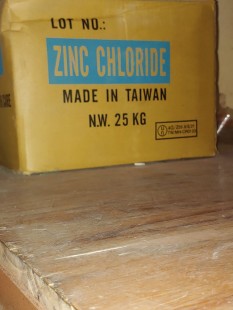 LOT NO.:
ZINC CHLORIDE
MADE IN TAIWAN
N.W. 25 KG